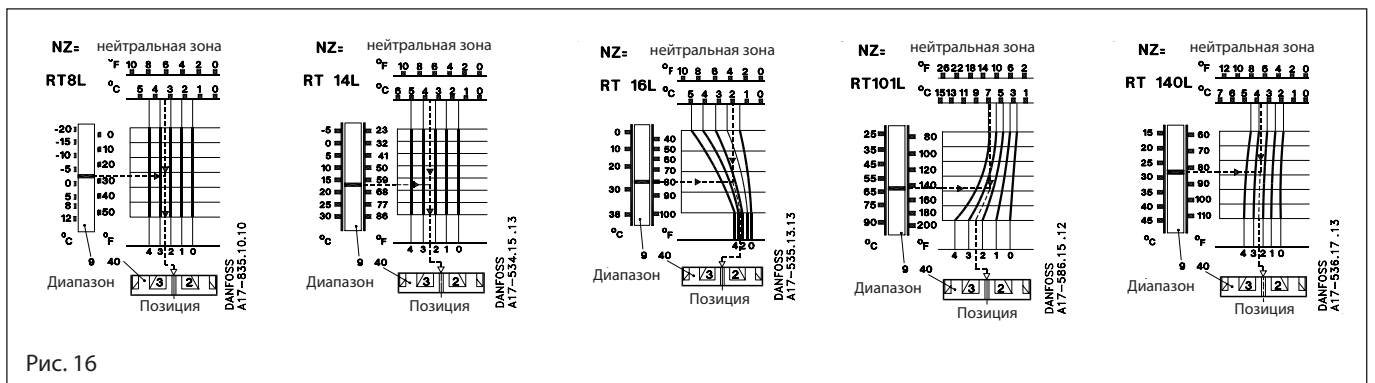 NZ= нейтральная зона
°F 10 8 6 4 2 0
RT8L
°C 5 4 3 2 1 0
-20 0
-15 10
-10 20
-5 30
0 40
5 50
8
12
°C °F 4 3 2 1 0
9 40
3 2
Диапазон
Позиция
DANFOSS
A17-835.10.10
NZ= нейтральная зона
°F 10 8 6 4 2 0
RT 14L
°C 6 5 4 3 2 1 0
-5 23
0 32
5 41
10 50
15 59
20 68
25 77
30 86
°C °F 4 3 2 1 0
9 40
3 2
Диапазон
Позиция
DANFOSS
A17-534.15.13
NZ= нейтральная зона
°F 10 8 6 4 2 0
RT 16L
°C 5 4 3 2 1 0
0 40
10 50
20 60
30 70
38 80
90
100
°C °F 4 2 0
9 40
3 2
Диапазон
Позиция
DANFOSS
A17-535.13.13
NZ= нейтральная зона
°F 26 22 18 14 10 6 2
RT101L
°C 15 13 11 9 7 5 3 1
25 80
35 100
45 120
55 140
65 160
75 180
90 200
°C °F 4 3 2 1 0
9 40
3 2
Диапазон
Позиция
DANFOSS
A17-586.15.12
NZ= нейтральная зона
°F 12 10 8 6 4 2 0
RT 140L
°C 7 6 5 4 3 2 1 0
15 60
20 70
25 80
30 90
35 100
40 110
45
°C °F 4 3 2 1 0
9 40
3 2
Диапазон
Позиция
DANFOSS
A17-536.17.13
Рис. 16